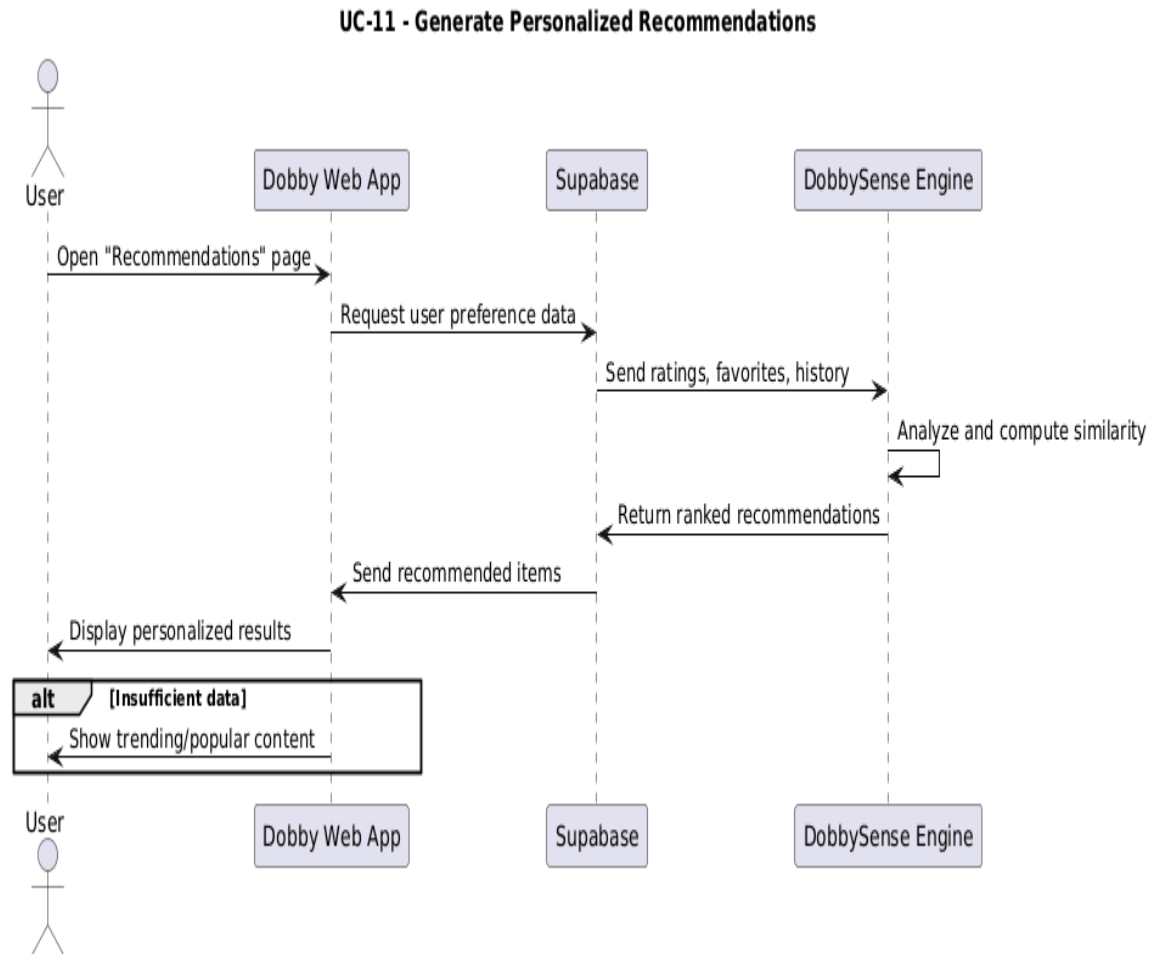 UC-11 - Generate Personalized Recommendations
User
Dobby Web App
Supabase
DobbySense Engine
Open "Recommendations" page
Request user preference data
Send ratings, favorites, history
Analyze and compute similarity
Return ranked recommendations
Send recommended items
Display personalized results
alt [Insufficient data]
Show trending/popular content
User
Dobby Web App
Supabase
DobbySense Engine